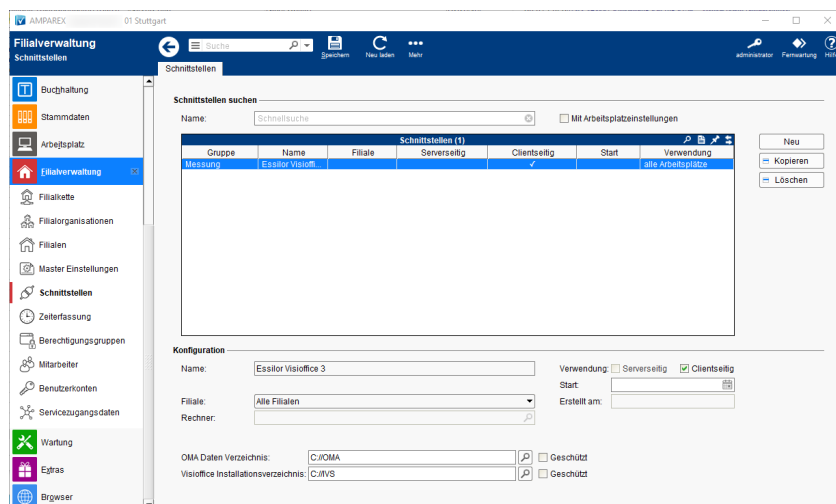 AMPAREX 01 Stuttgart
Filialverwaltung
Schnittstellen
Suche
Speichern
Neu laden
Mehr
administrator
Fernwartung
Hilfe
Schnittstellen
Buchhaltung
Stammdaten
Arbeitsplatz
Filialverwaltung
Filialkette
Filialorganisationen
Filialen
Master Einstellungen
Schnittstellen
Zeiterfassung
Berechtigungsgruppen
Mitarbeiter
Benutzerkonten
Servicezugangsdaten
Wartung
Extras
Browser
Schnittstellen suchen
Name: Schnellsuche Mit Arbeitsplatzeinstellungen
Schnittstellen (1)
Gruppe Name Filiale Serverseitig Clientseitig Start Verwendung
Messung Essilor Visioffi... ✓ alle Arbeitsplätze
Neu
Kopieren
Löschen
Konfiguration
Name: Essilor Visioffice 3 Verwendung: Serverseitig Clientseitig
Start:
Filiale: Alle Filialen Erstellt am:
Rechner:
OMA Daten Verzeichnis: C://OMA Geschützt
Visioffice Installationsverzeichnis: C://IVS Geschützt